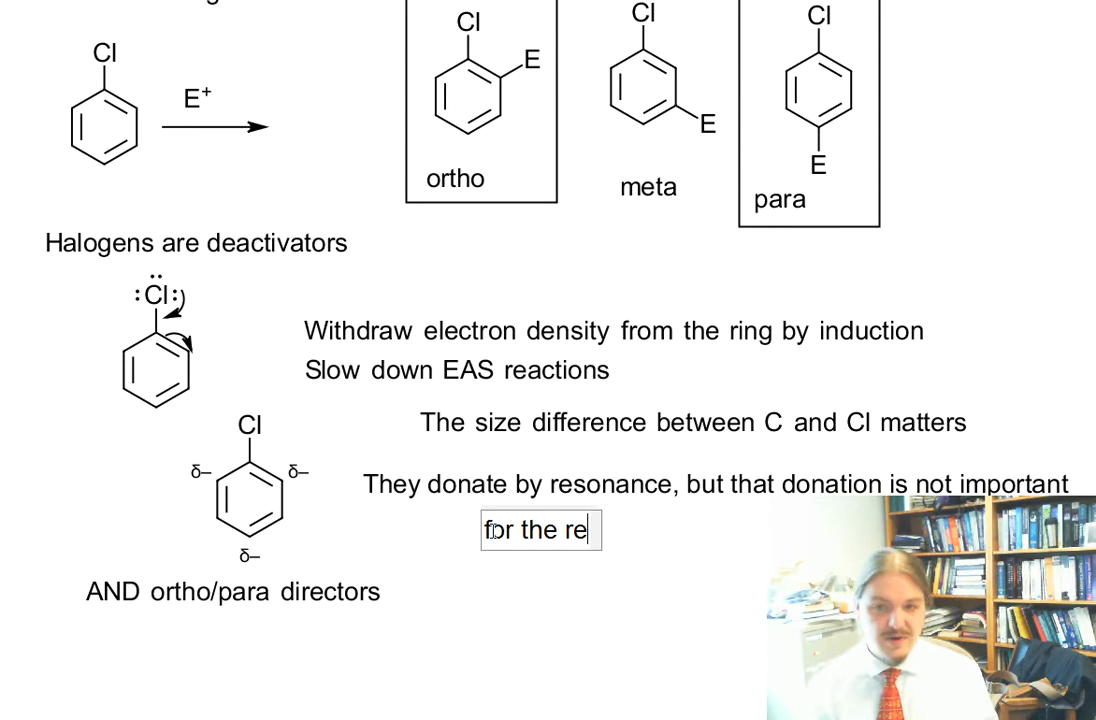 Cl
Cl
Cl
Cl
E
E⁺
E
E
ortho
meta
para
Halogens are deactivators
:C̈l:
Withdraw electron density from the ring by induction
Slow down EAS reactions
Cl
The size difference between C and Cl matters
δ–
δ–
They donate by resonance, but that donation is not important
for the re
δ–
AND ortho/para directors